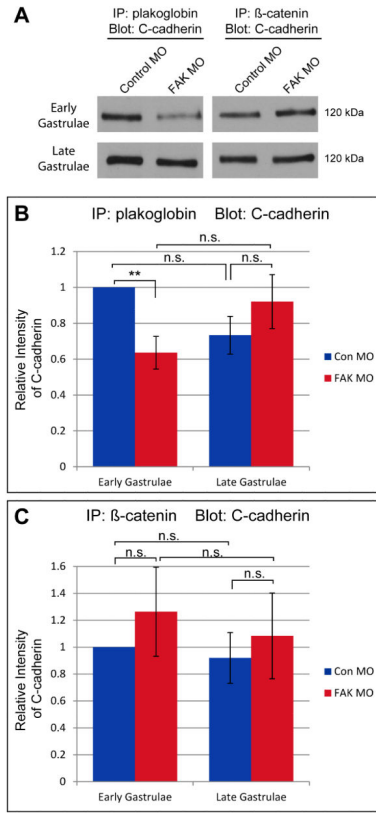 A
IP: plakoglobin
Blot: C-cadherin
IP: ß-catenin
Blot: C-cadherin
Control MO
FAK MO
Control MO
FAK MO
Early
Gastrulae
120 kDa
Late
Gastrulae
120 kDa
B
IP: plakoglobin Blot: C-cadherin
Relative Intensity
of C-cadherin
1.2
1
0.8
0.6
0.4
0.2
0
n.s.
n.s.
n.s.
**
Con MO
FAK MO
Early Gastrulae
Late Gastrulae
C
IP: ß-catenin Blot: C-cadherin
Relative Intensity
of C-cadherin
1.6
1.4
1.2
1
0.8
0.6
0.4
0.2
0
n.s.
n.s.
n.s.
n.s.
Con MO
FAK MO
Early Gastrulae
Late Gastrulae